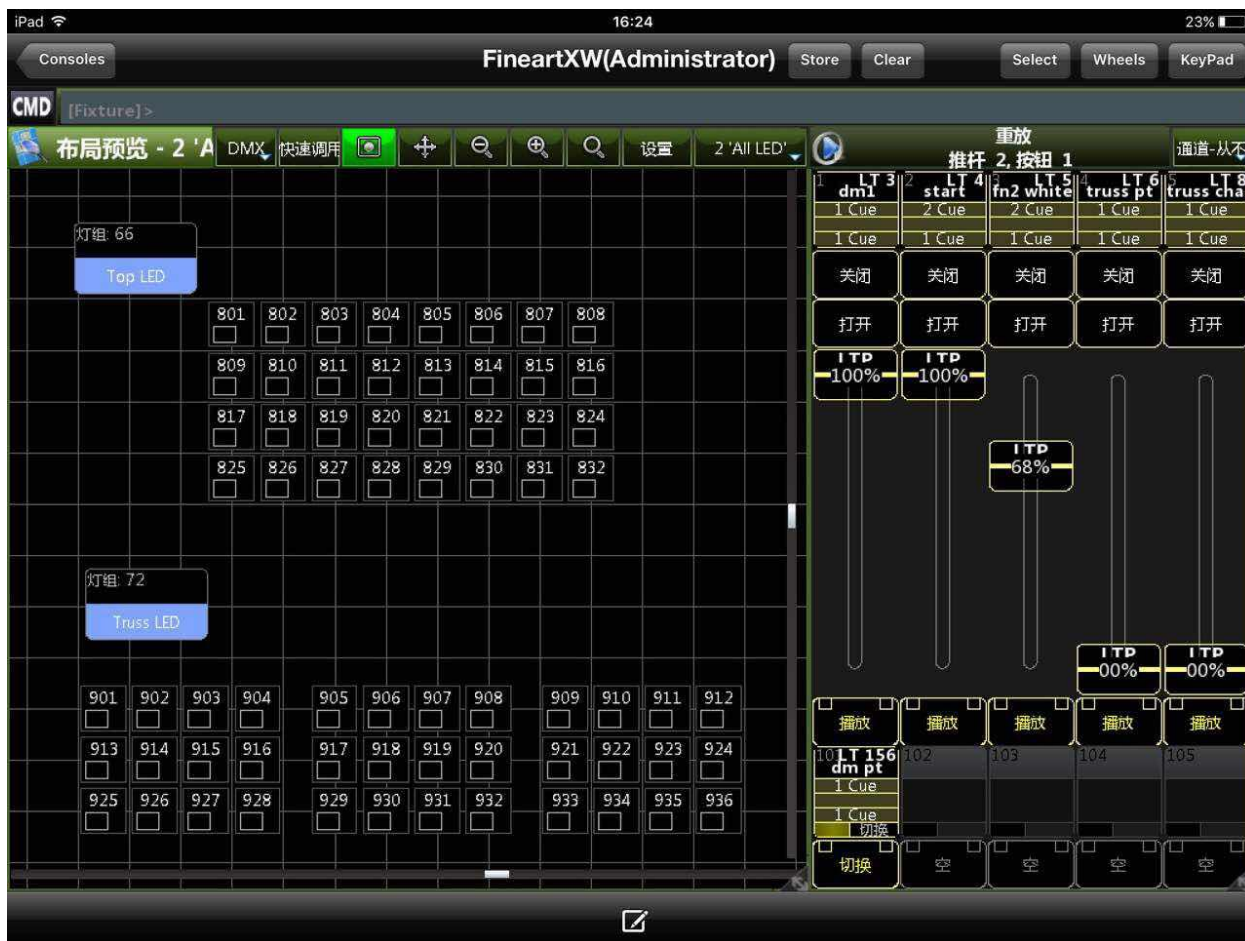 iPad 16:24 23%
Consoles FineartXW(Administrator) Store Clear Select Wheels KeyPad
CMD [Fixture]>
布局预览 - 2 'A DMX 快速调用 设置 2 'All LED'
重放
推杆 2, 按钮 1
通道-从不
灯组: 66
Top LED
801 802 803 804 805 806 807 808
809 810 811 812 813 814 815 816
817 818 819 820 821 822 823 824
825 826 827 828 829 830 831 832
灯组: 72
Truss LED
901 902 903 904 905 906 907 908 909 910 911 912
913 914 915 916 917 918 919 920 921 922 923 924
925 926 927 928 929 930 931 932 933 934 935 936
1 LT 3 2 LT 4 3 LT 5 4 LT 6 5 LT 8
dm1 start fn2 white truss pt truss cha
1 Cue 2 Cue 2 Cue 1 Cue 1 Cue
1 Cue 1 Cue 1 Cue 1 Cue 1 Cue
关闭 关闭 关闭 关闭 关闭
打开 打开 打开 打开 打开
LTP LTP
100% 100%
LTP
68%
LTP LTP
00% 00%
播放 播放 播放 播放 播放
101 LT 156 102 103 104 105
dm pt
1 Cue
1 Cue
切换
切换 空 空 空 空